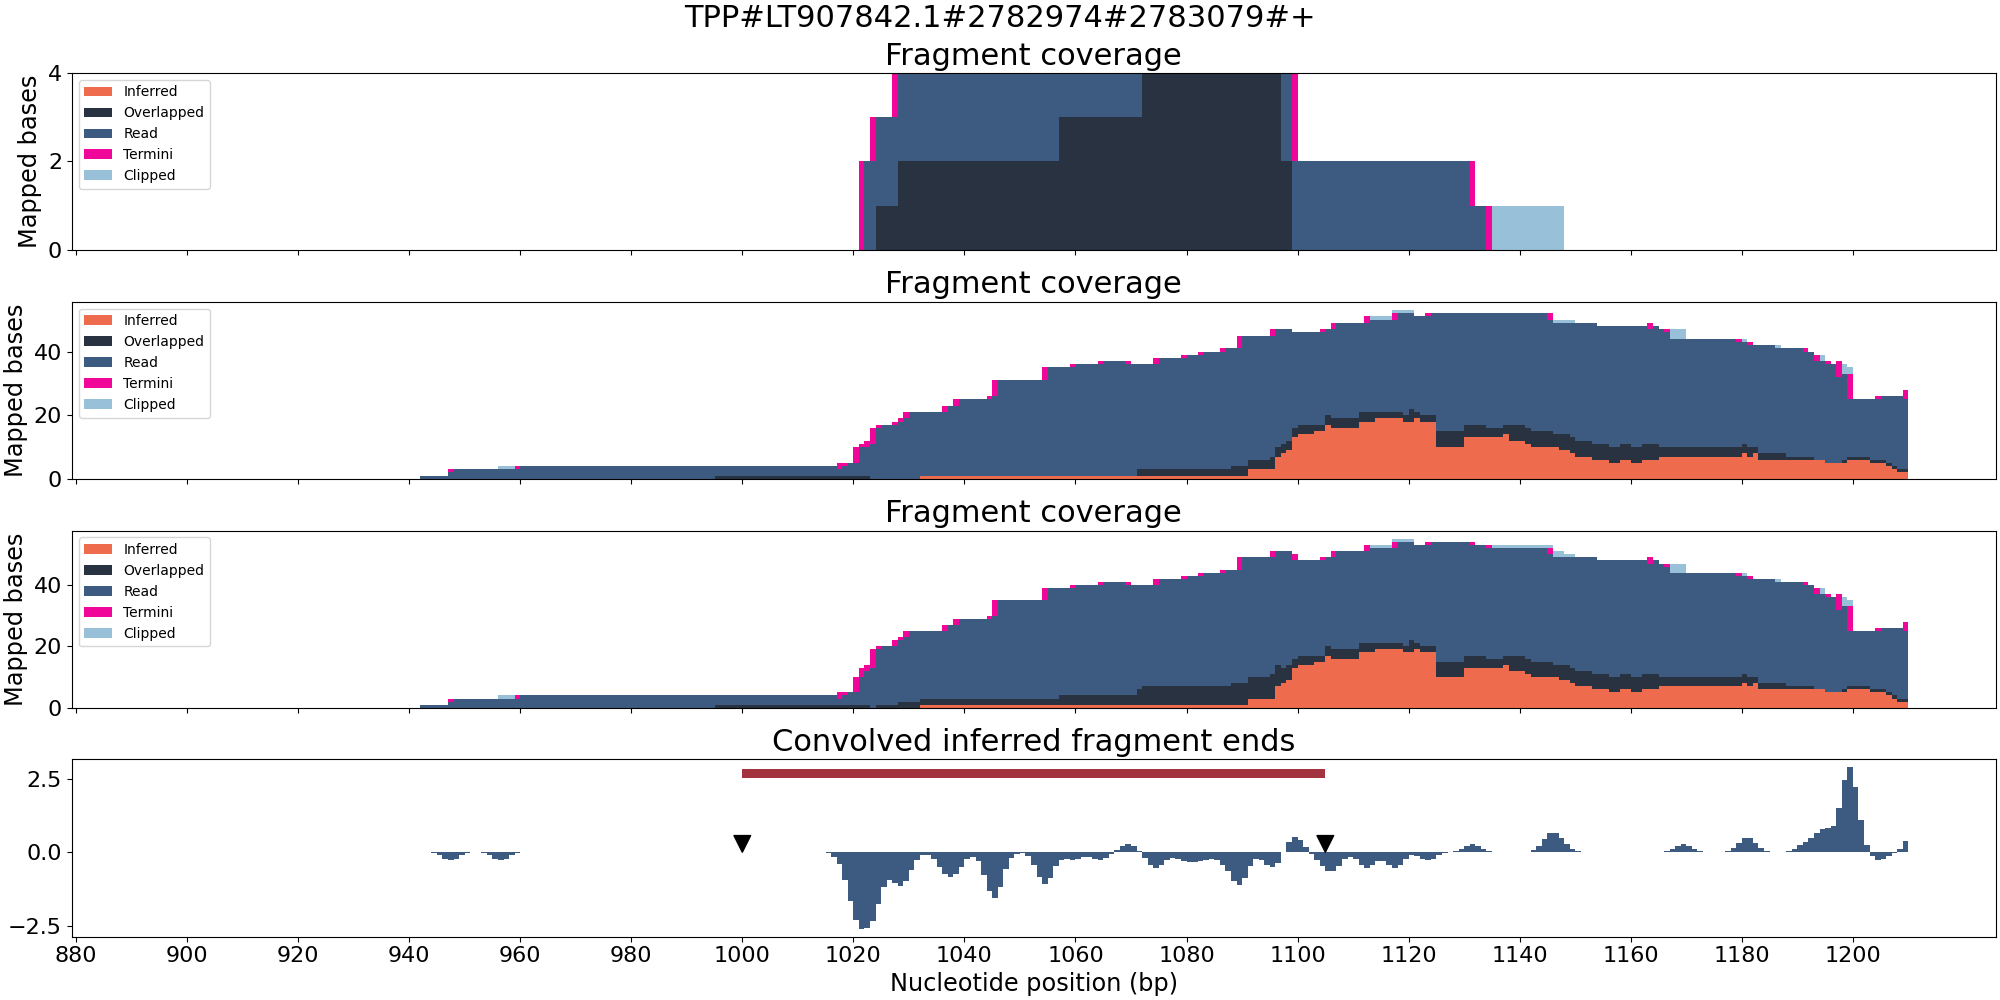 TPP#LT907842.1#2782974#2783079#+
Fragment coverage
Mapped bases
4
2
0
Inferred
Overlapped
Read
Termini
Clipped
Fragment coverage
Mapped bases
40
20
0
Inferred
Overlapped
Read
Termini
Clipped
Fragment coverage
Mapped bases
40
20
0
Inferred
Overlapped
Read
Termini
Clipped
Convolved inferred fragment ends
2.5
0.0
−2.5
880 900 920 940 960 980 1000 1020 1040 1060 1080 1100 1120 1140 1160 1180 1200
Nucleotide position (bp)